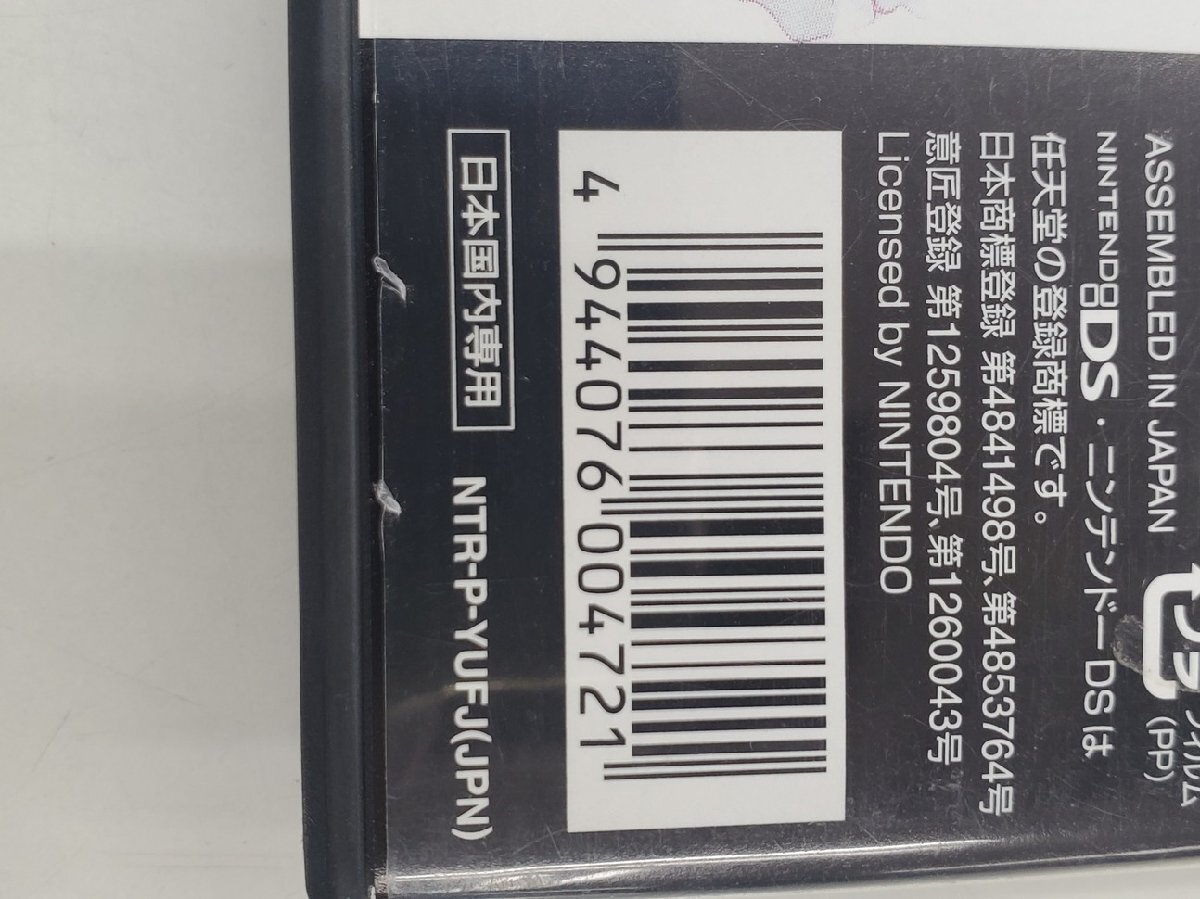 ASSEMBLED IN JAPAN
NINTENDO DS・ニンテンドーDSは
任天堂の登録商標です。
日本商標登録 第4841498号、第4853764号
意匠登録 第1259804号、第1260043号
Licensed by NINTENDO
(PP)
4 944076 004721
日本国内専用
NTR-P-YUFJ(JPN)